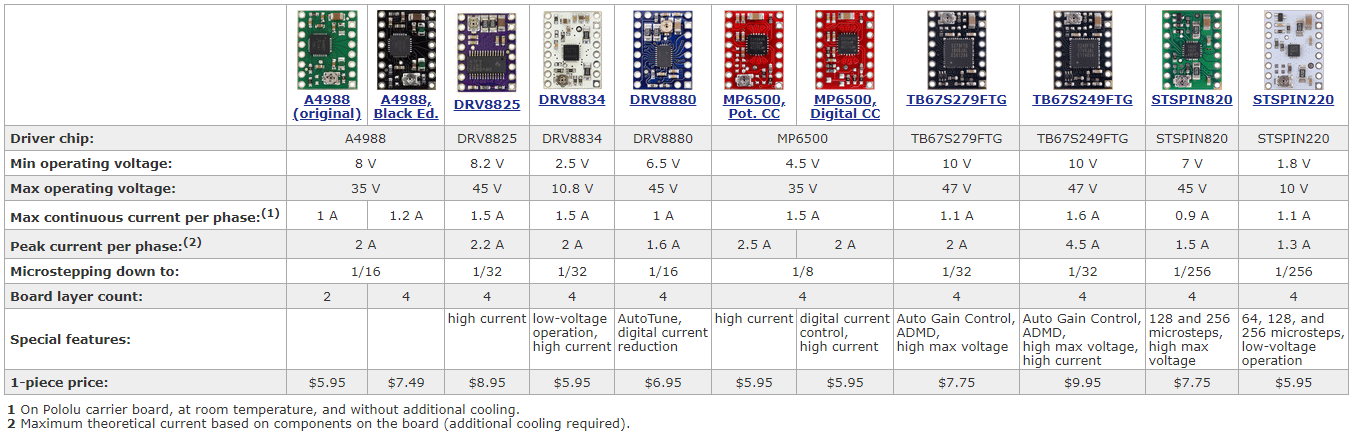 A4988 (original) A4988, Black Ed. DRV8825 DRV8834 DRV8880 MP6500, Pot. CC MP6500, Digital CC TB67S279FTG TB67S249FTG STSPIN820 STSPIN220
Driver chip: A4988 DRV8825 DRV8834 DRV8880 MP6500 TB67S279FTG TB67S249FTG STSPIN820 STSPIN220
Min operating voltage: 8 V 8.2 V 2.5 V 6.5 V 4.5 V 10 V 10 V 7 V 1.8 V
Max operating voltage: 35 V 45 V 10.8 V 45 V 35 V 47 V 47 V 45 V 10 V
Max continuous current per phase:(1) 1 A 1.2 A 1.5 A 1.5 A 1 A 1.5 A 1.1 A 1.6 A 0.9 A 1.1 A
Peak current per phase:(2) 2 A 2.2 A 2 A 1.6 A 2.5 A 2 A 2 A 4.5 A 1.5 A 1.3 A
Microstepping down to: 1/16 1/32 1/32 1/16 1/8 1/32 1/32 1/256 1/256
Board layer count: 2 4 4 4 4 4 4 4 4 4
Special features: high current low-voltage operation, high current AutoTune, digital current reduction high current digital current control, high current Auto Gain Control, ADMD, high max voltage Auto Gain Control, ADMD, high max voltage, high current 128 and 256 microsteps, high max voltage 64, 128, and 256 microsteps, low-voltage operation
1-piece price: $5.95 $7.49 $8.95 $5.95 $6.95 $5.95 $5.95 $7.75 $9.95 $7.75 $5.95
1 On Pololu carrier board, at room temperature, and without additional cooling.
2 Maximum theoretical current based on components on the board (additional cooling required).